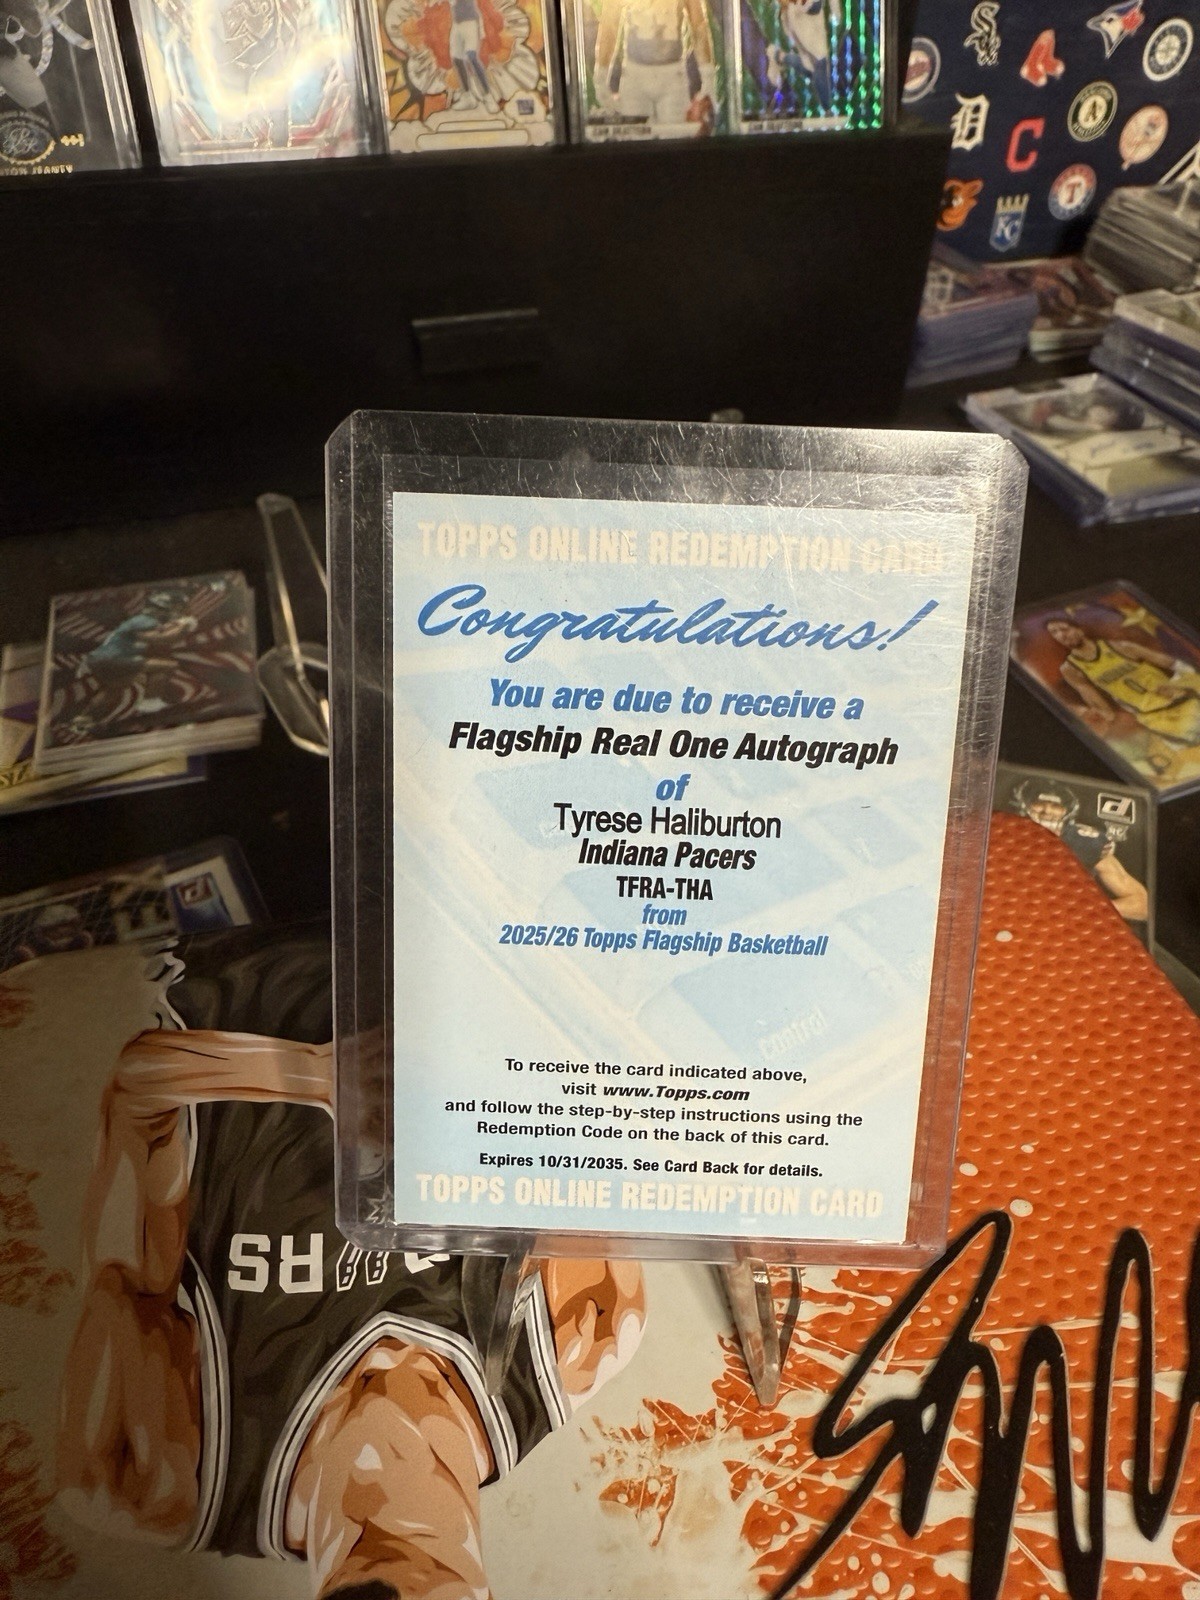 TOPPS ONLINE REDEMPTION CARD
Congratulations!
You are due to receive a
Flagship Real One Autograph
of
Tyrese Haliburton
Indiana Pacers
TFRA-THA
from
2025/26 Topps Flagship Basketball
control
To receive the card indicated above,
visit www.Topps.com
and follow the step-by-step instructions using the
Redemption Code on the back of this card.
Expires 10/31/2035. See Card Back for details.
TOPPS ONLINE REDEMPTION CARD